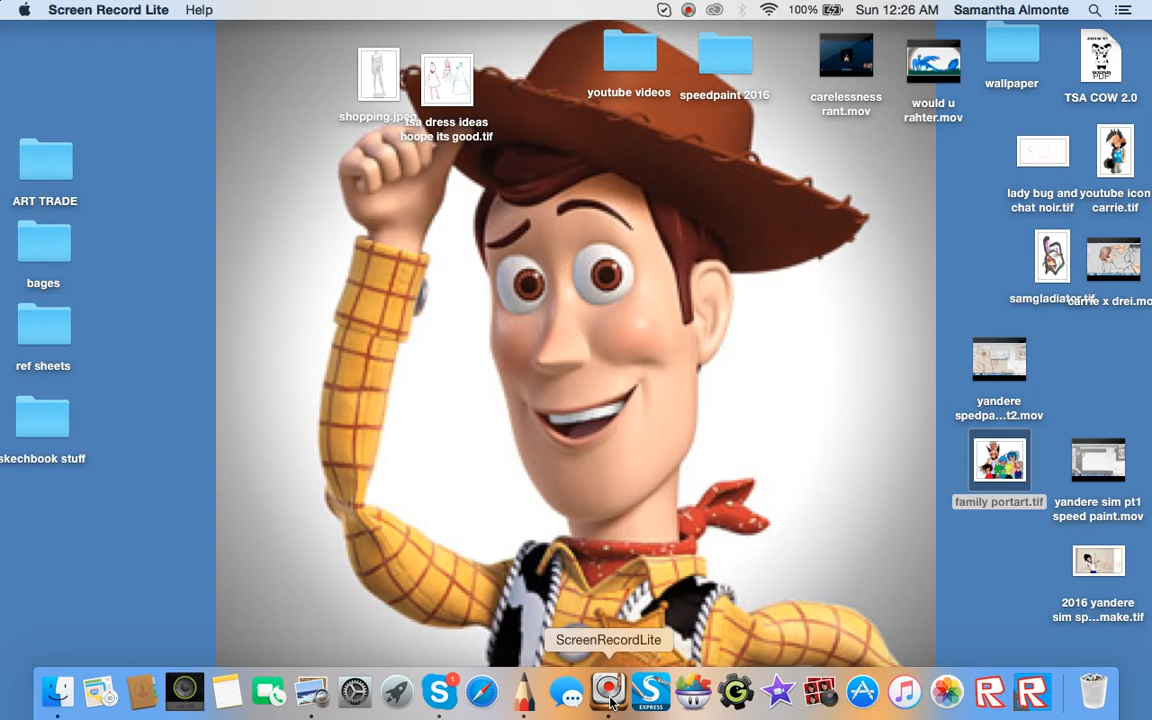 Screen Record Lite Help 100% Sun 12:26 AM Samantha Almonte
youtube videos
speedpaint 2016
carelessness
rant.mov
would u
rahter.mov
wallpaper
PDF
TSA COW 2.0
shopping.jpeg
tsa dress ideas
hoope its good.tif
ART TRADE
lady bug and
chat noir.tif
youtube icon
carrie.tif
bages
samgladiator.tif
carrie x drei.mo
ref sheets
yandere
spedpa...t2.mov
skechbook stuff
family portart.tif
yandere sim pt1
speed paint.mov
2016 yandere
sim sp...make.tif
ScreenRecordLite
1
EXPRESS